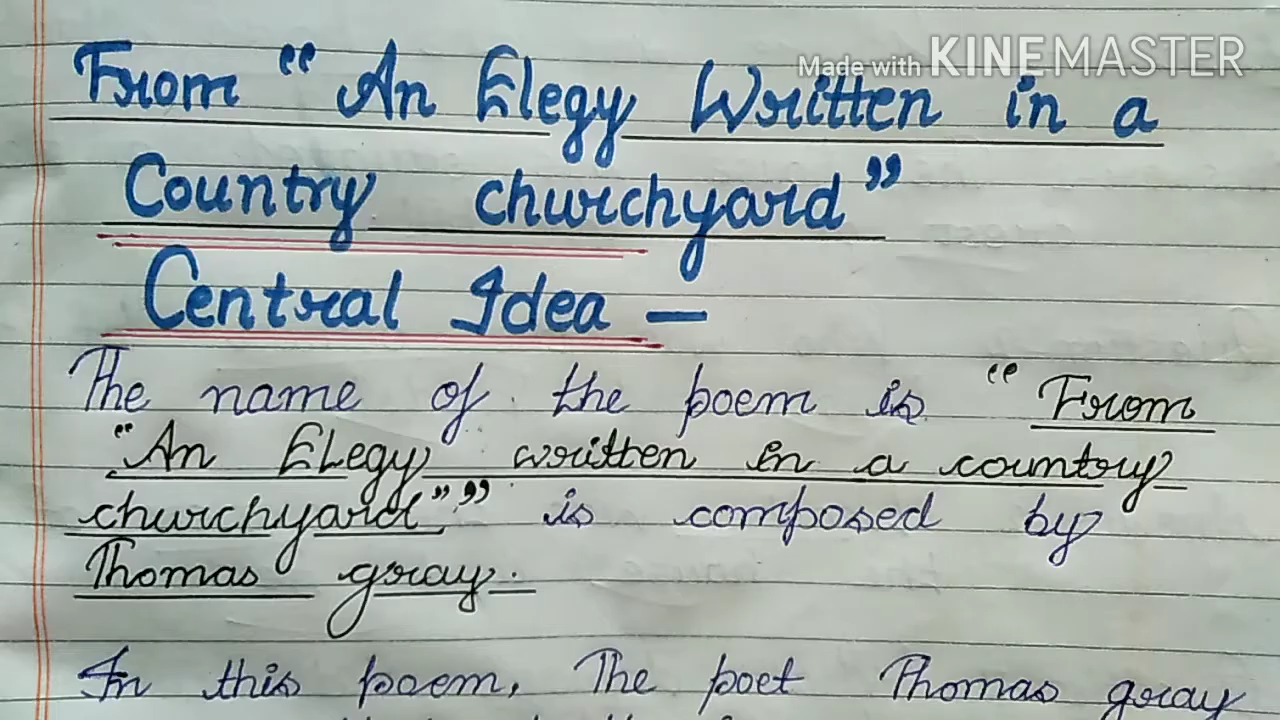 Made with KINEMASTER
From "An Elegy Written in a
Country churchyard"
Central Idea —
The name of the poem is "From
"An Elegy written in a country
churchyard"" is composed by
Thomas gray.
In this poem, The poet Thomas gray